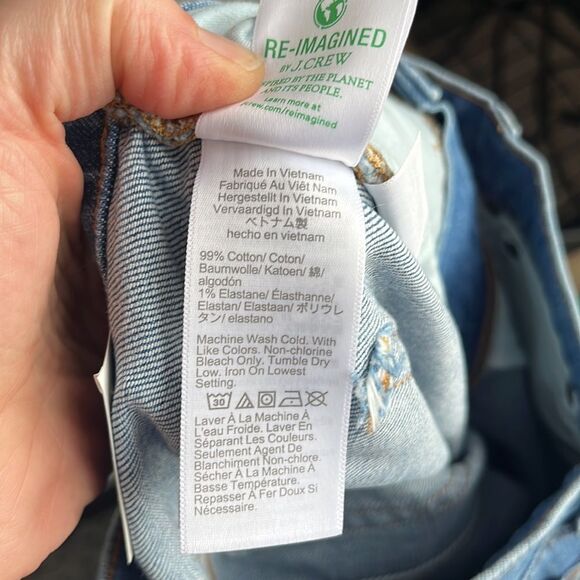 RE-IMAGINED
BY J.CREW
INSPIRED BY THE PLANET
AND ITS PEOPLE.
Learn more at
jcrew.com/reimagined
Made In Vietnam
Fabriqué Au Viêt Nam
Hergestellt In Vietnam
Vervaardigd In Vietnam
ベトナム製
hecho en vietnam
99% Cotton/ Coton/
Baumwolle/ Katoen/ 綿/
algodón
1% Elastane/ Élasthanne/
Elastan/ Elastaan/ ポリウレ
タン/ elastano
Machine Wash Cold. With
Like Colors. Non-chlorine
Bleach Only. Tumble Dry
Low. Iron On Lowest
Setting.
30
Laver À La Machine À
L'eau Froide. Laver En
Séparant Les Couleurs.
Seulement Agent De
Blanchiment Non-chlore.
Sécher À La Machine À
Basse Température.
Repasser À Fer Doux Si
Nécessaire.